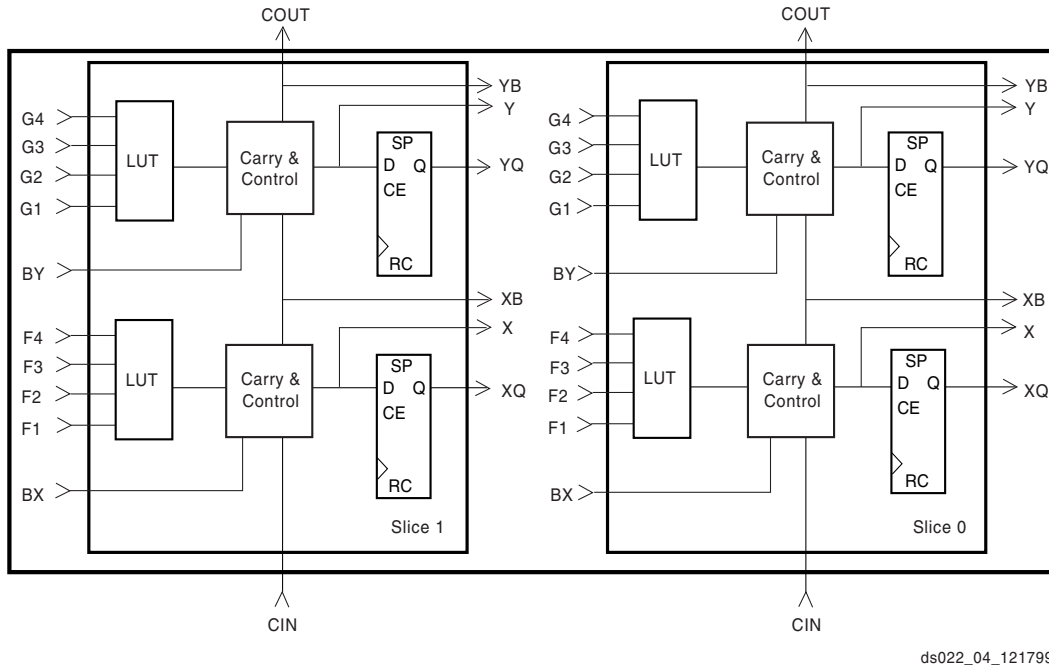 COUT
COUT
YB
Y
G4
G3
G2
G1
LUT
Carry &
Control
SP
D Q
CE
RC
YQ
BY
XB
X
F4
F3
F2
F1
LUT
Carry &
Control
SP
D Q
CE
RC
XQ
BX
Slice 1
CIN
YB
Y
G4
G3
G2
G1
LUT
Carry &
Control
SP
D Q
CE
RC
YQ
BY
XB
X
F4
F3
F2
F1
LUT
Carry &
Control
SP
D Q
CE
RC
XQ
BX
Slice 0
CIN
ds022_04_121799